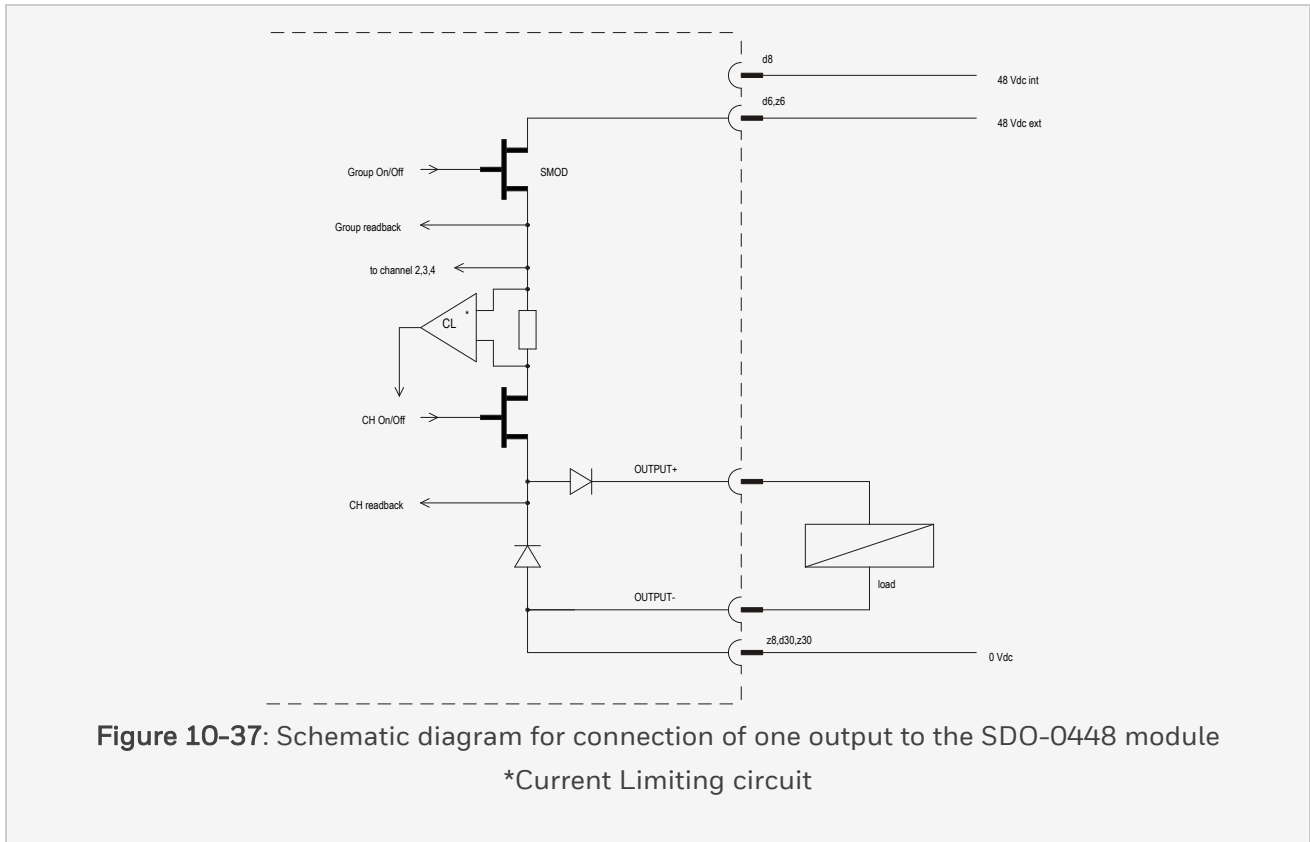 d8
48 Vdc int
d6,z6
48 Vdc ext
Group On/Off
SMOD
Group readback
to channel 2,3,4
CL
*
CH On/Off
OUTPUT+
CH readback
load
OUTPUT-
z8,d30,z30
0 Vdc
Figure 10-37: Schematic diagram for connection of one output to the SDO-0448 module
*Current Limiting circuit